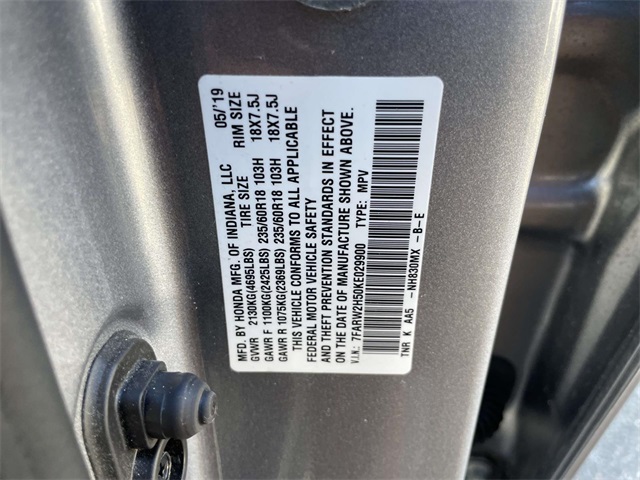 MFD. BY HONDA MFG. OF INDIANA, LLC 05/'19
GVWR 2130KG(4695LBS) TIRE SIZE RIM SIZE
GAWR F 1100KG(2425LBS) 235/60R18 103H 18X7.5J
GAWR R 1075KG(2369LBS) 235/60R18 103H 18X7.5J
THIS VEHICLE CONFORMS TO ALL APPLICABLE
FEDERAL MOTOR VEHICLE SAFETY
AND THEFT PREVENTION STANDARDS IN EFFECT
ON THE DATE OF MANUFACTURE SHOWN ABOVE.
V.I.N.: 7FARW2H50KE029900 TYPE: MPV
TNR K AA5 -NH830MX -B-E